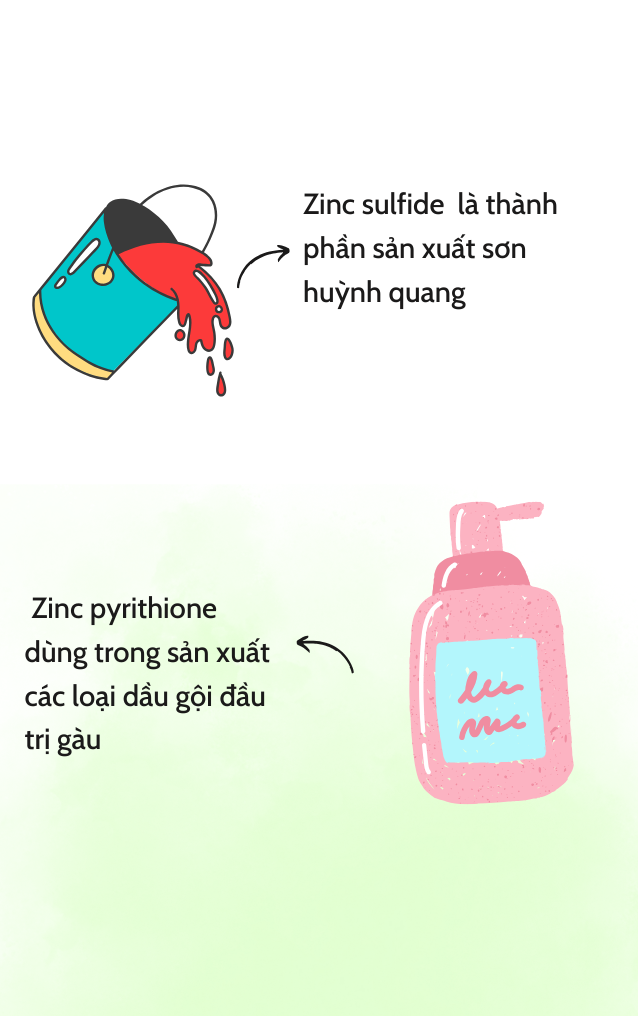 Zinc sulfide là thành
phần sản xuất sơn
huỳnh quang
Zinc pyrithione
dùng trong sản xuất
các loại dầu gội đầu
trị gàu